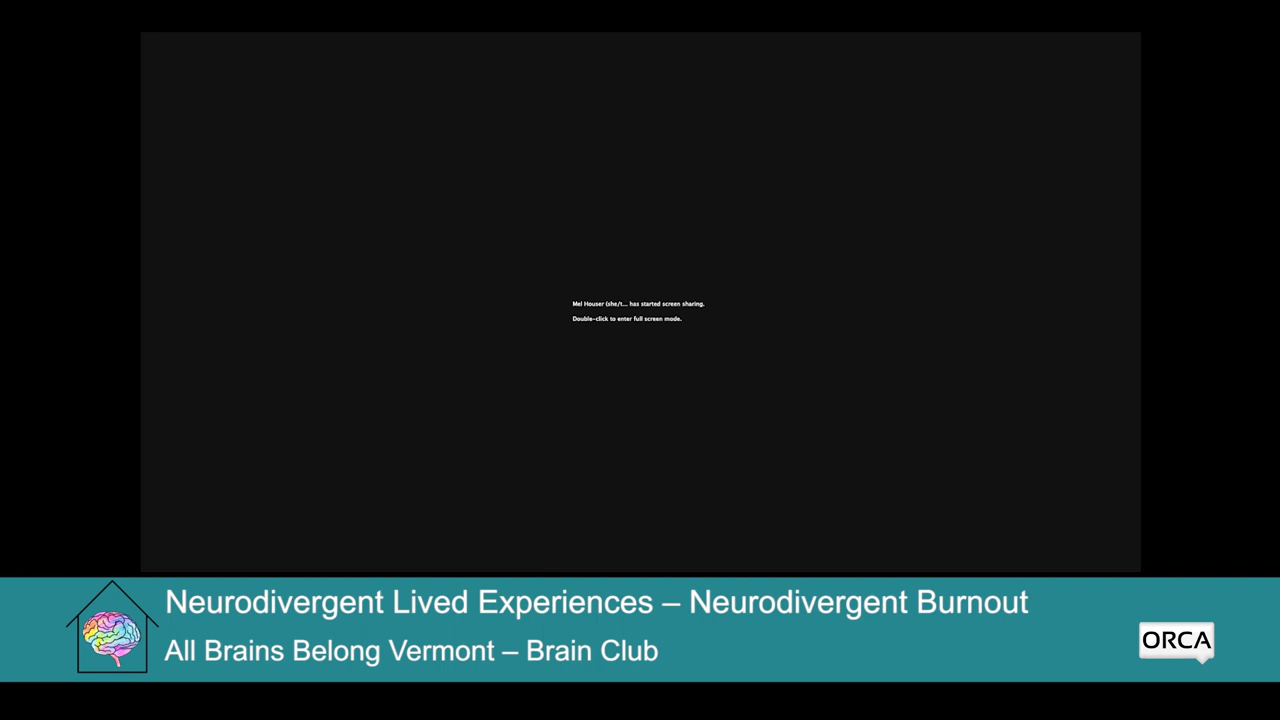 Mel Houser (she/t... has started screen sharing.
Double-click to enter full screen mode.
Neurodivergent Lived Experiences – Neurodivergent Burnout
All Brains Belong Vermont – Brain Club
ORCA